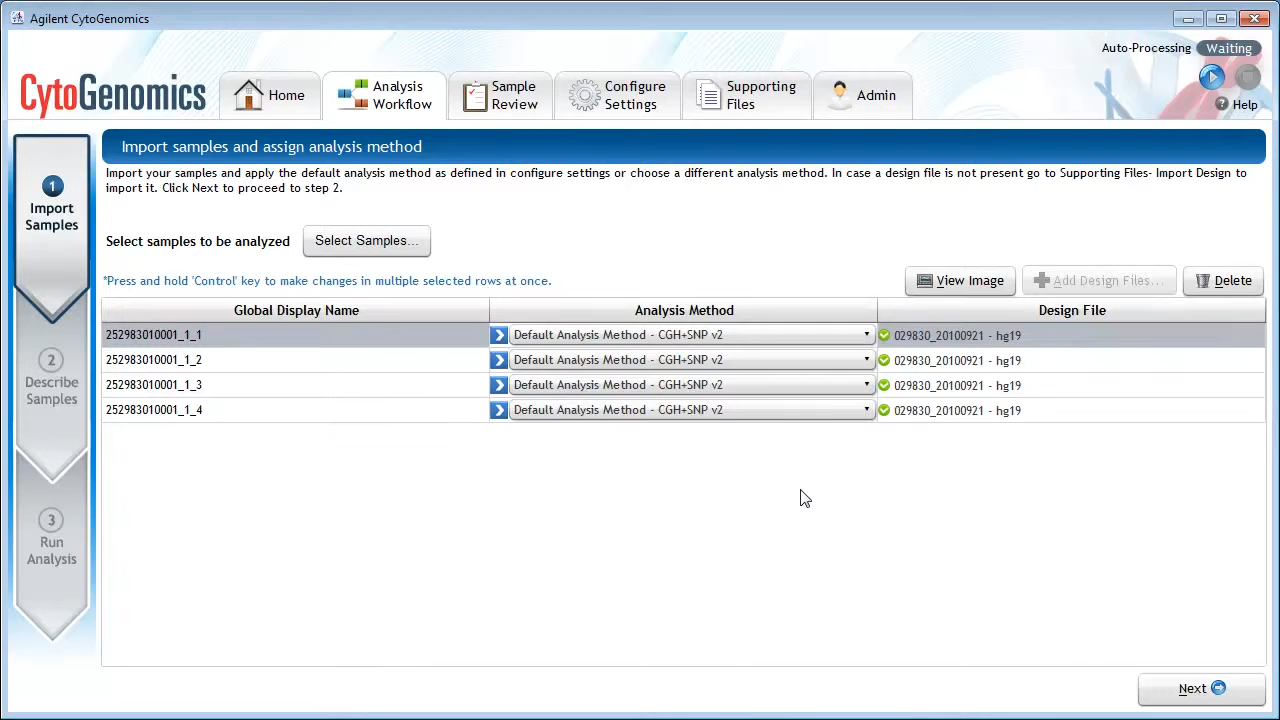 Agilent CytoGenomics
Auto-Processing Waiting
CytoGenomics
Home
Analysis
Workflow
Sample
Review
Configure
Settings
Supporting
Files
Admin
Help
1
Import
Samples
2
Describe
Samples
3
Run
Analysis
Import samples and assign analysis method
Import your samples and apply the default analysis method as defined in configure settings or choose a different analysis method. In case a design file is not present go to Supporting Files- Import Design to
import it. Click Next to proceed to step 2.
Select samples to be analyzed Select Samples...
*Press and hold 'Control' key to make changes in multiple selected rows at once. View Image Add Design Files... Delete
Global Display Name Analysis Method Design File
252983010001_1_1 Default Analysis Method - CGH+SNP v2 029830_20100921 - hg19
252983010001_1_2 Default Analysis Method - CGH+SNP v2 029830_20100921 - hg19
252983010001_1_3 Default Analysis Method - CGH+SNP v2 029830_20100921 - hg19
252983010001_1_4 Default Analysis Method - CGH+SNP v2 029830_20100921 - hg19
Next